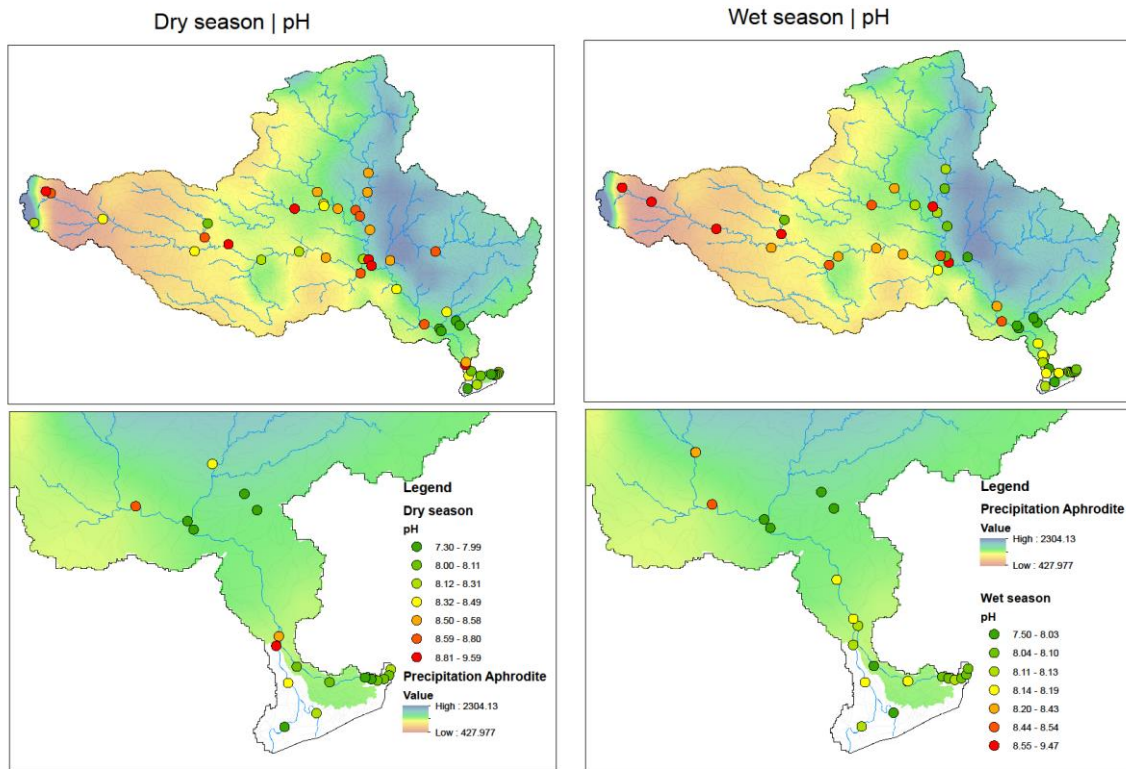 Dry season | pH
Wet season | pH
Legend
Dry season
pH
7.30 - 7.99
8.00 - 8.11
8.12 - 8.31
8.32 - 8.49
8.50 - 8.58
8.59 - 8.80
8.81 - 9.59
Precipitation Aphrodite
Value
High : 2304.13
Low : 427.977
Legend
Precipitation Aphrodite
Value
High : 2304.13
Low : 427.977
Wet season
pH
7.50 - 8.03
8.04 - 8.10
8.11 - 8.13
8.14 - 8.19
8.20 - 8.43
8.44 - 8.54
8.55 - 9.47